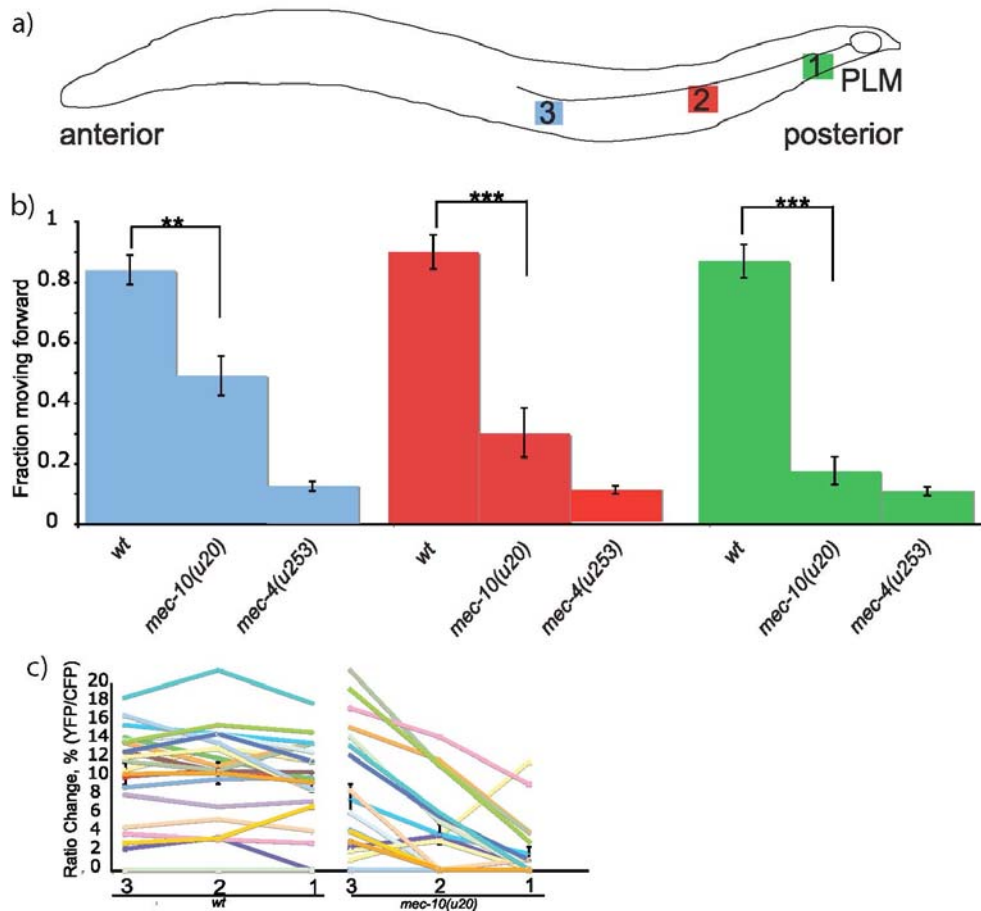 a)
1
2
3
PLM
anterior
posterior
b)
Fraction moving forward
1
0.8
0.6
0.4
0.2
0
**
***
***
wt
mec-10(u20)
mec-4(u253)
wt
mec-10(u20)
mec-4(u253)
wt
mec-10(u20)
mec-4(u253)
c)
Ratio Change, % (YFP/CFP)
20
18
16
14
12
10
8
6
4
2
0
3 2 1
wt
3 2 1
mec-10(u20)